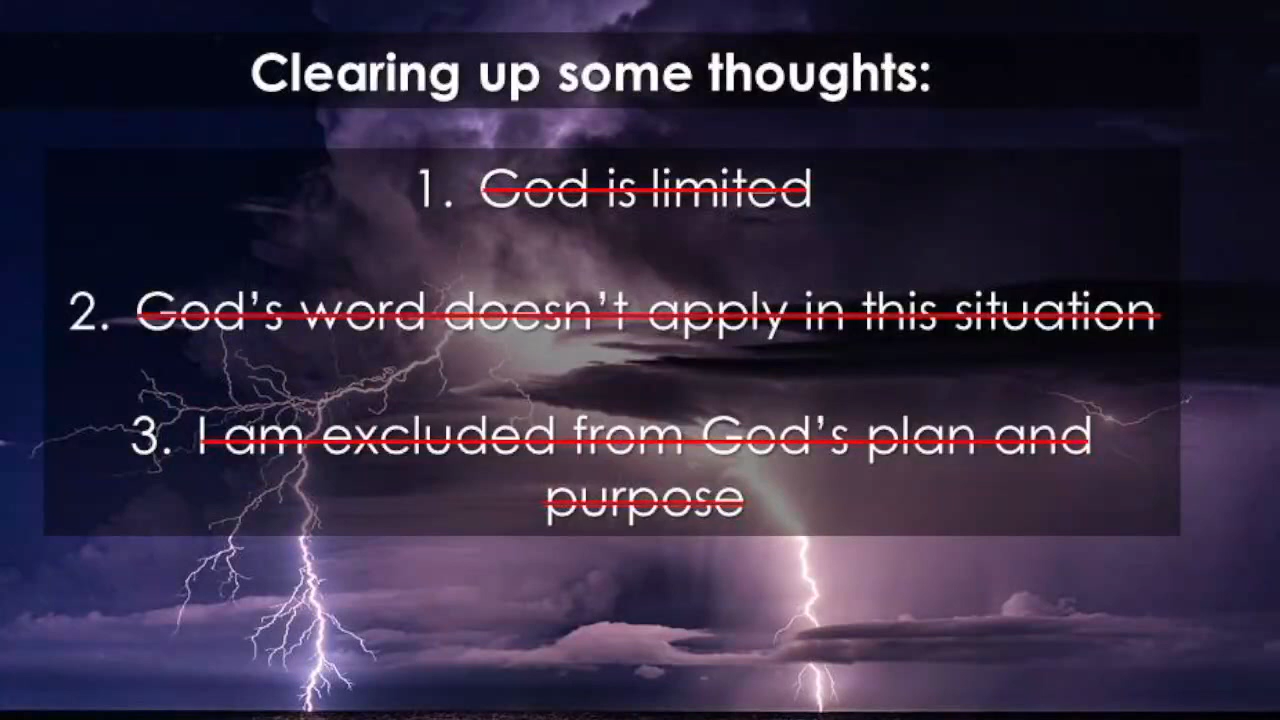 Clearing up some thoughts:
1. God is limited
2. God's word doesn't apply in this situation
3. I am excluded from God's plan and
purpose